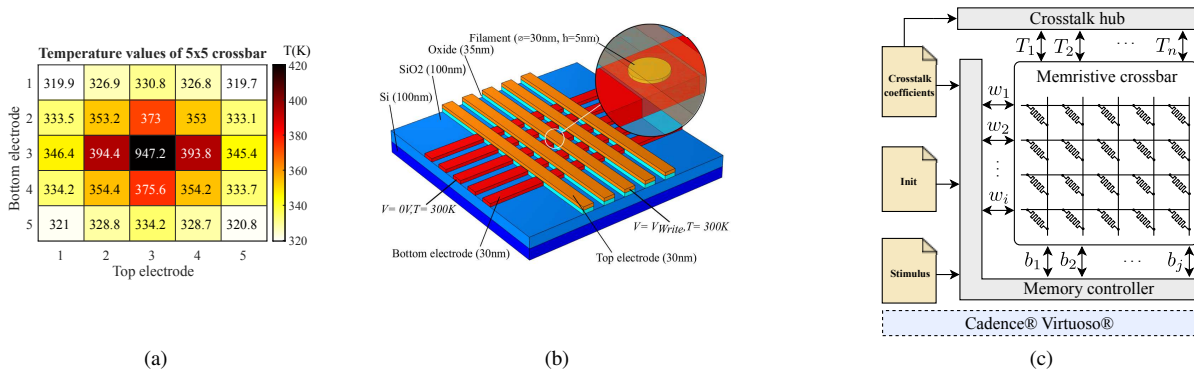 Temperature values of 5x5 crossbar
T(K)
Bottom electrode
1 319.9 326.9 330.8 326.8 319.7
2 333.5 353.2 373 353 333.1
3 346.4 394.4 947.2 393.8 345.4
4 334.2 354.4 375.6 354.2 333.7
5 321 328.8 334.2 328.7 320.8
1 2 3 4 5
Top electrode
420
400
380
360
340
320
(a)
Filament (⌀=30nm, h=5nm)
Oxide (35nm)
SiO2 (100nm)
Si (100nm)
V= 0V,T= 300K
Bottom electrode (30nm)
V= V_Write,T= 300K
Top electrode (30nm)
(b)
Crosstalk hub
T_1 T_2 ⋯ T_n
Crosstalk
coefficients
Memristive crossbar
w_1
w_2
⋮
w_i
Init
Stimulus
b_1 b_2 ⋯ b_j
Memory controller
Cadence® Virtuoso®
(c)